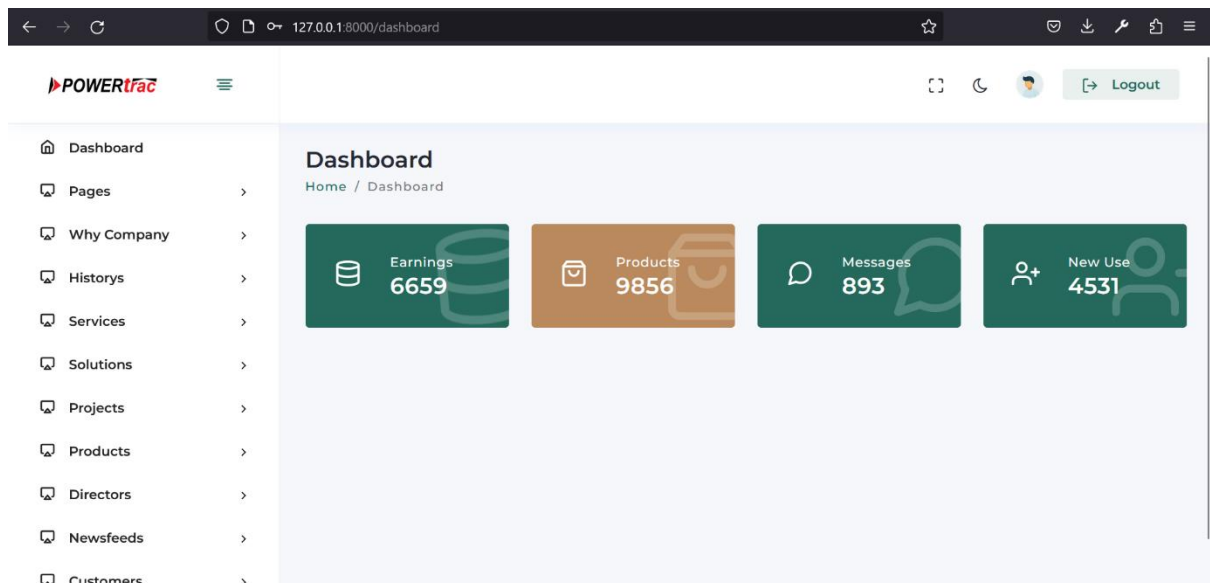 127.0.0.1:8000/dashboard
POWERtrac
Logout
Dashboard
Pages
Why Company
Historys
Services
Solutions
Projects
Products
Directors
Newsfeeds
Customers
Dashboard
Home / Dashboard
Earnings
6659
Products
9856
Messages
893
New Use
4531